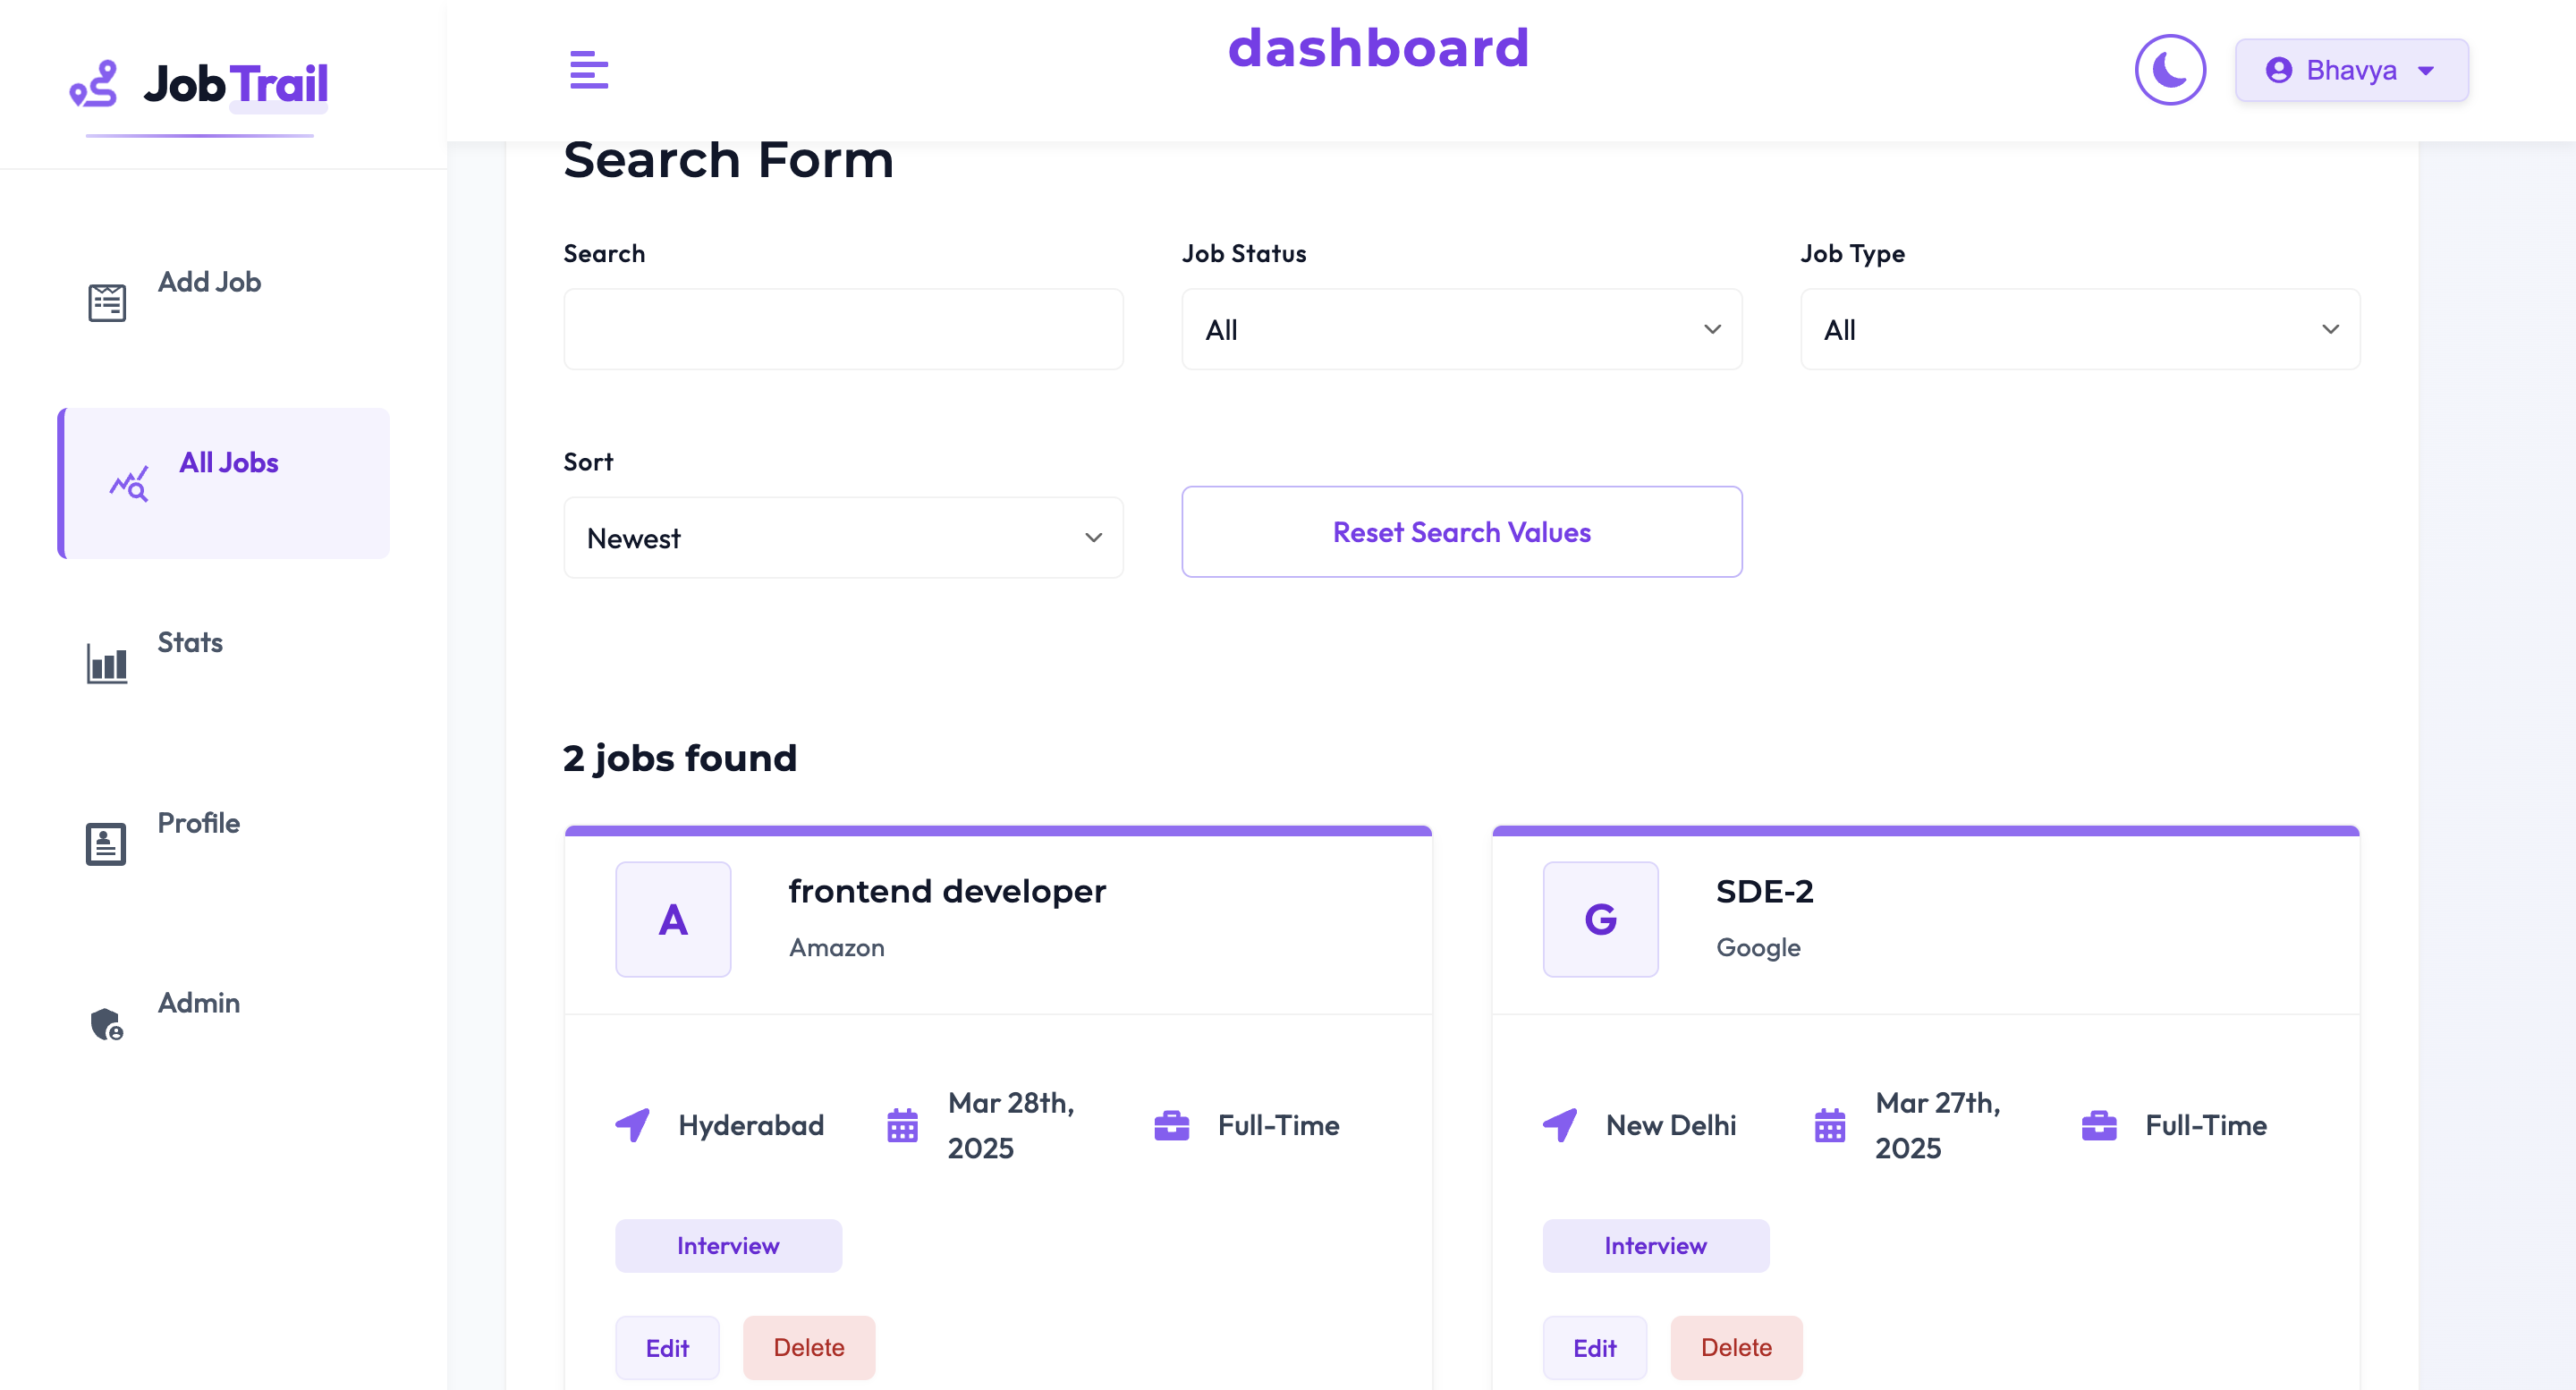 JobTrail
dashboard
Bhavya
Add Job
All Jobs
Stats
Profile
Admin
Search Form
Search
Job Status
Job Type
All
All
Sort
Newest
Reset Search Values
2 jobs found
A
frontend developer
Amazon
Hyderabad
Mar 28th,
2025
Full-Time
Interview
Edit
Delete
G
SDE-2
Google
New Delhi
Mar 27th,
2025
Full-Time
Interview
Edit
Delete